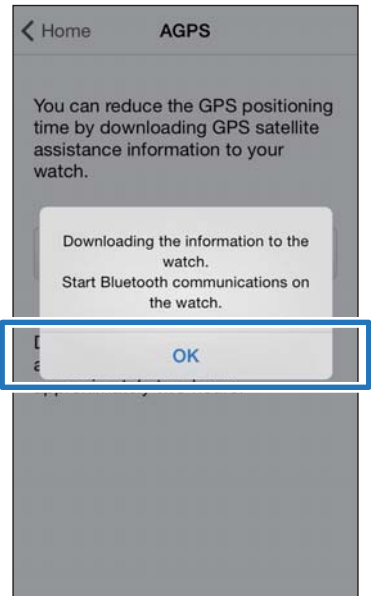 Home AGPS
You can reduce the GPS positioning
time by downloading GPS satellite
assistance information to your
watch.
Downloading the information to the
watch.
Start Bluetooth communications on
the watch.
OK